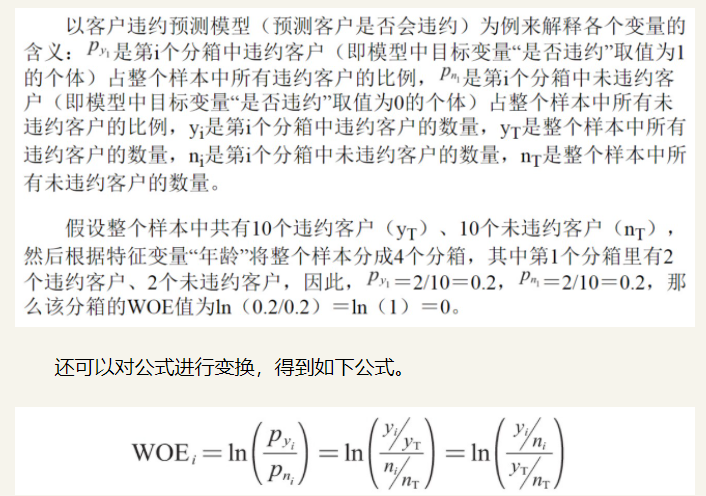 以客户违约预测模型（预测客户是否会违约）为例来解释各个变量的
含义：p_{y_i}是第i个分箱中违约客户（即模型中目标变量“是否违约”取值为1
的个体）占整个样本中所有违约客户的比例，p_{n_i}是第i个分箱中未违约客
户（即模型中目标变量“是否违约”取值为0的个体）占整个样本中所有未
违约客户的比例，y_i是第i个分箱中违约客户的数量，y_T是整个样本中所有
违约客户的数量，n_i是第i个分箱中未违约客户的数量，n_T是整个样本中所
有未违约客户的数量。
假设整个样本中共有10个违约客户（y_T）、10个未违约客户（n_T），
然后根据特征变量“年龄”将整个样本分成4个分箱，其中第1个分箱里有2
个违约客户、2个未违约客户，因此，p_{y_1}＝2/10＝0.2，p_{n_1}＝2/10＝0.2，那
么该分箱的WOE值为ln（0.2/0.2）＝ln（1）＝0。
还可以对公式进行变换，得到如下公式。
WOE_i = ln(p_{y_i}/p_{n_i}) = ln((y_i/y_T)/(n_i/n_T)) = ln((y_i/n_i)/(y_T/n_T))